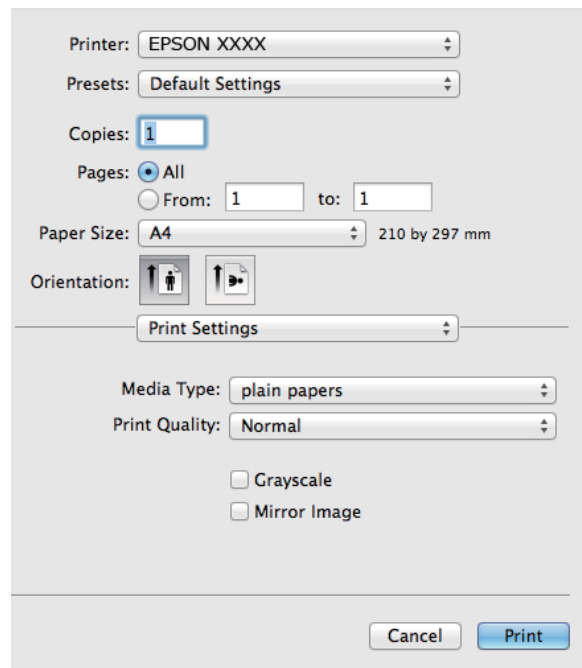 Printer: EPSON XXXX
Presets: Default Settings
Copies: 1
Pages: All
From: 1 to: 1
Paper Size: A4 210 by 297 mm
Orientation:
Print Settings
Media Type: plain papers
Print Quality: Normal
Grayscale
Mirror Image
Cancel Print